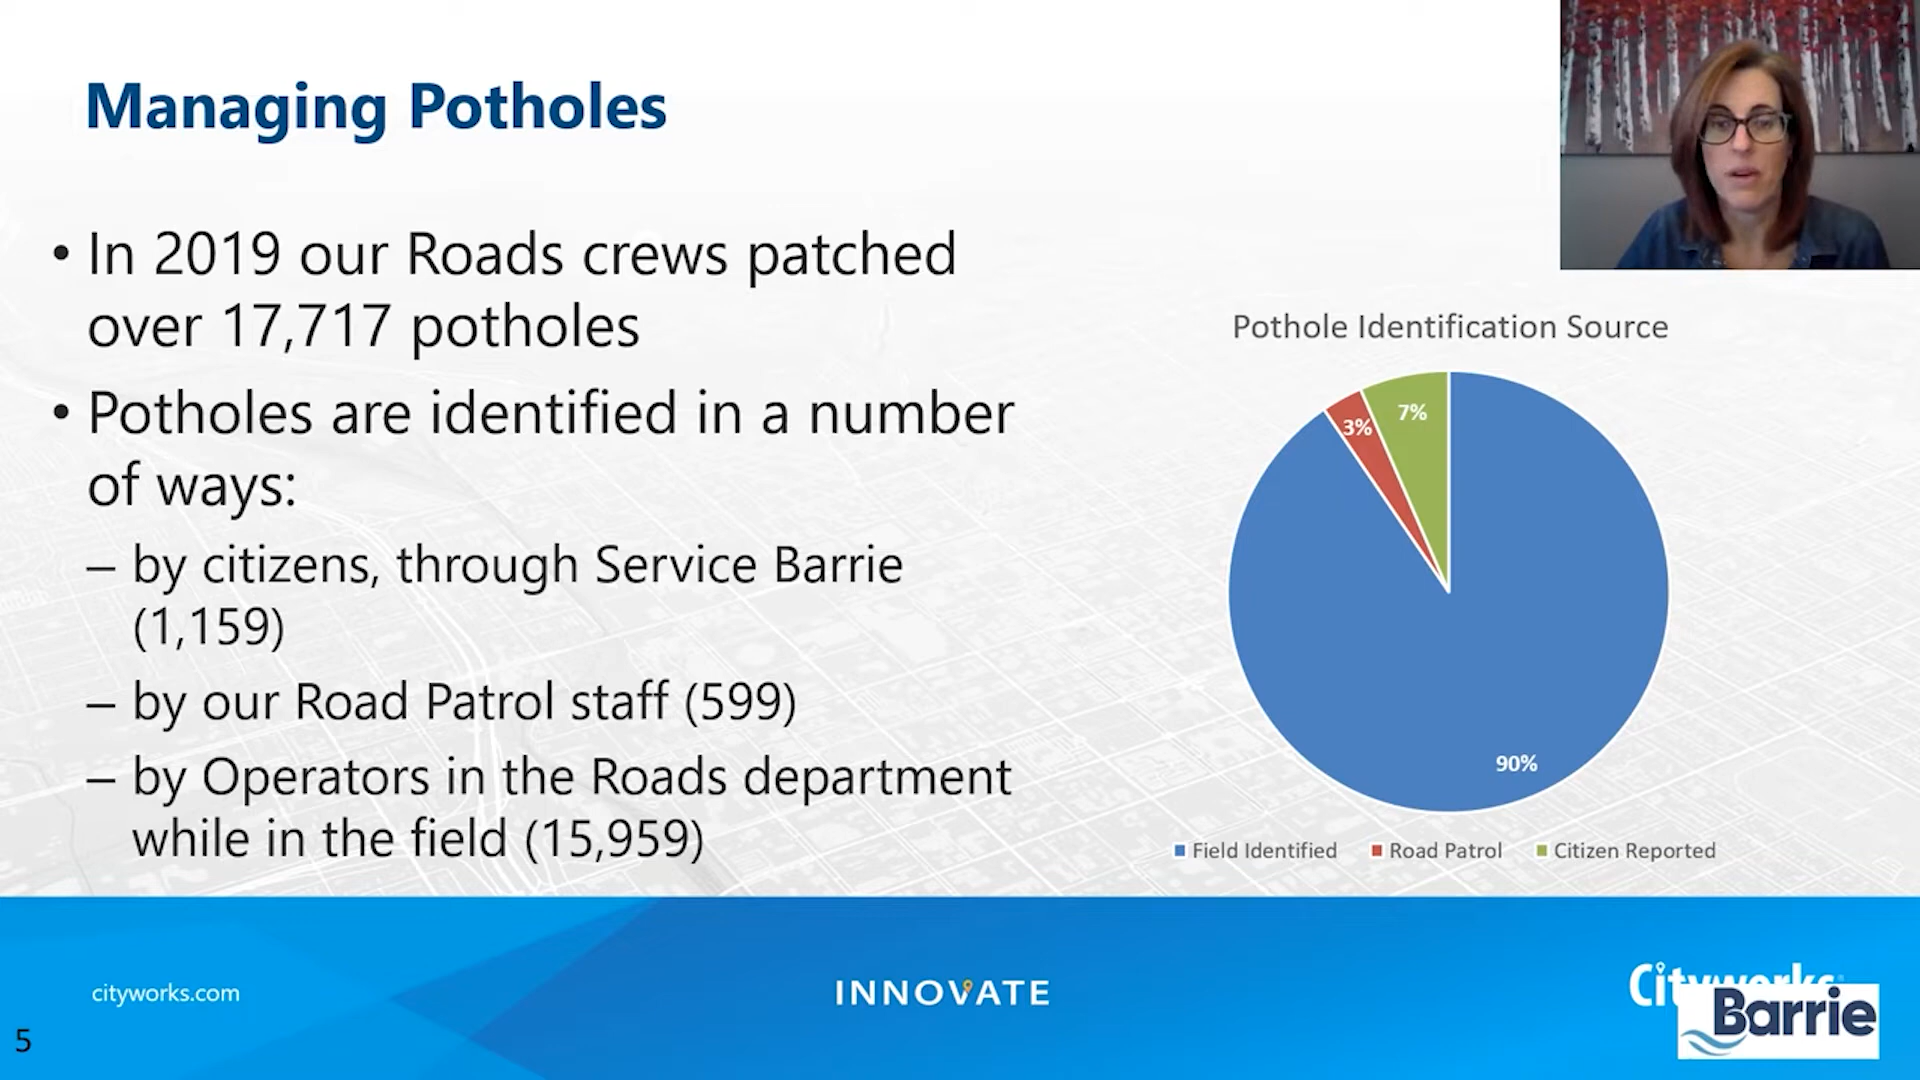 Managing Potholes
• In 2019 our Roads crews patched
over 17,717 potholes
• Potholes are identified in a number
of ways:
– by citizens, through Service Barrie
(1,159)
– by our Road Patrol staff (599)
– by Operators in the Roads department
while in the field (15,959)
Pothole Identification Source
3%
7%
90%
Field Identified
Road Patrol
Citizen Reported
cityworks.com
INNOVATE
Cityworks
Barrie
5